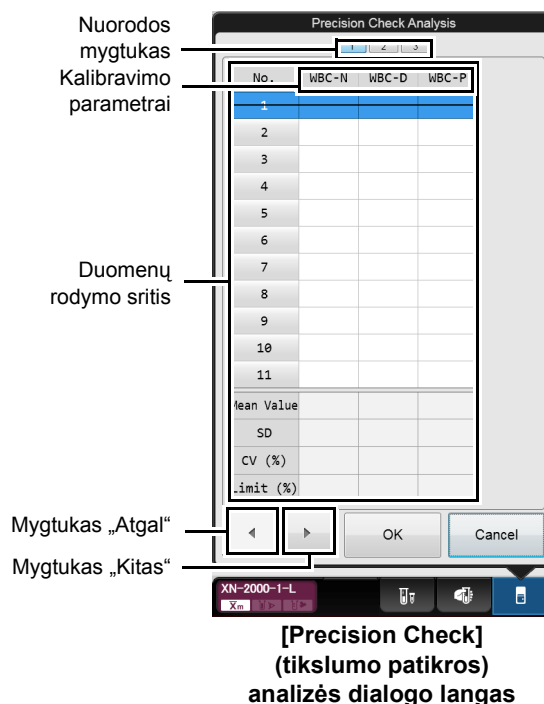 Precision Check Analysis
Nuorodos
mygtukas
1 2 3
Kalibravimo
parametrai
No. WBC-N WBC-D WBC-P
1
2
3
4
5
6
7
Duomenų
rodymo sritis
8
9
10
11
Mean Value
SD
CV (%)
Limit (%)
Mygtukas „Atgal“
OK Cancel
Mygtukas „Kitas“
XN-2000-1-L
[Precision Check]
(tikslumo patikros)
analizės dialogo langas